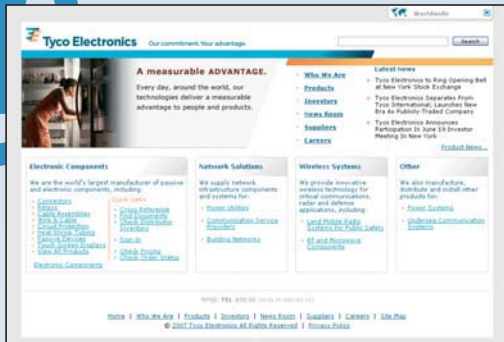 Worldwide
Tyco Electronics
Our commitment. Your advantage.
Search
A measurable ADVANTAGE.
Every day, around the world, our
technologies deliver a measurable
advantage to people and products.
Who We Are
Products
Investors
News Room
Suppliers
Careers
Latest News
Tyco Electronics to Ring Opening Bell
at New York Stock Exchange
Tyco Electronics Separates From
Tyco International, Launches New
Era As Publicly-Traded Company
Tyco Electronics Announces
Participation In June 19 Investor
Meeting In New York
Product News...
Electronic Components
We are the world's largest manufacturer of passive
and electronic components, including:
Connectors
Relays
Cable Assemblies
Wire & Cable
Circuit Protection
Heat Shrink Tubing
Passive Devices
Touch Screen Displays
View All Products
Electronic Components
Quick Links
Cross Reference
Find Documents
Check Distributor
Inventory
Sign In
Check Pricing
Check Order Status
Network Solutions
We supply network
infrastructure components
and systems for:
Power Utilities
Communication Service
Providers
Building Networks
Wireless Systems
We provide innovative
wireless technology for
critical communications,
radar and defense
applications, including:
Land Mobile Radio
Systems for Public Safety
RF and Microwave
Components
Other
We also manufacture,
distribute and install other
products for:
Power Systems
Undersea Communication
Systems
NYSE: TEL
Home | Who We Are | Products | Investors | News Room | Suppliers | Careers | Site Map
© 2007 Tyco Electronics All Rights Reserved | Privacy Policy